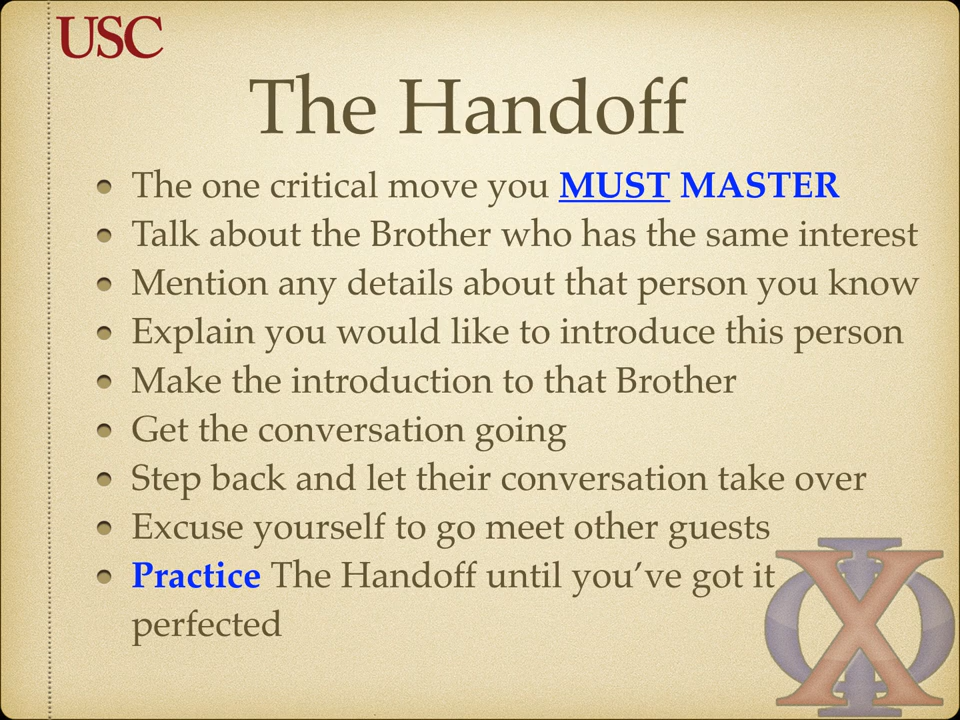 USC
The Handoff
The one critical move you MUST MASTER
Talk about the Brother who has the same interest
Mention any details about that person you know
Explain you would like to introduce this person
Make the introduction to that Brother
Get the conversation going
Step back and let their conversation take over
Excuse yourself to go meet other guests
Practice The Handoff until you’ve got it
perfected
ΦΧ